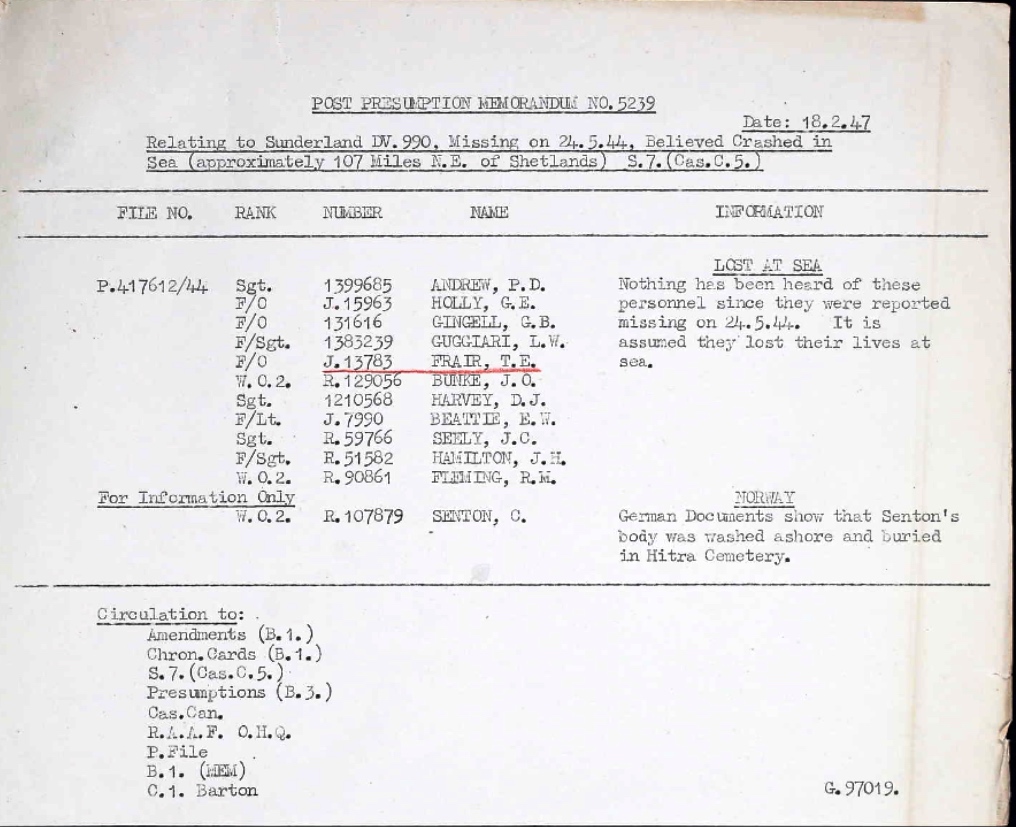 POST PRESUMPTION MEMORANDUM NO.5239
Date: 18.2.47
Relating to Sunderland DV.990, Missing on 24.5.44, Believed Crashed in
Sea (approximately 107 Miles N.E. of Shetlands) S.7.(Cas.C.5.)
FILE NO. RANK NUMBER NAME INFORMATION
LOST AT SEA
P.417612/44 Sgt. 1399685 ANDREW, P.D. Nothing has been heard of these
F/O J.15963 HOLLY, G.E. personnel since they were reported
F/O 131616 GINGELL, G.B. missing on 24.5.44. It is
F/Sgt. 1383239 GUGGIARI, L.W. assumed they lost their lives at
F/O J.13783 FRAIR, T.E. sea.
W.O.2. R.129056 BUNKE, J.O.
Sgt. 1210568 HARVEY, D.J.
F/Lt. J.7990 BEATTIE, E.W.
Sgt. R.59766 SEELY, J.C.
F/Sgt. R.51582 HAMILTON, J.H.
W.O.2. R.90861 FLEMING, R.M.
For Information Only NORWAY
W.O.2. R.107879 SENTON, C. German Documents show that Senton's
body was washed ashore and buried
in Hitra Cemetery.
Circulation to:
Amendments (B.1.)
Chron.Cards (B.1.)
S.7.(Cas.C.5.)
Presumptions (B.3.)
Cas.Can.
R.A.A.F. O.H.Q.
P.File
B.1. (MEM)
C.1. Barton
G.97019.